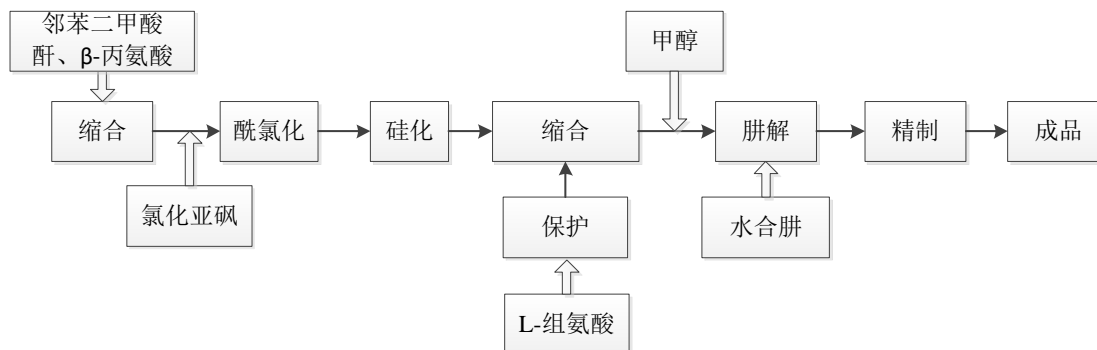 邻苯二甲酸
酐、β-丙氨酸
甲醇
缩合
酰氯化
硅化
缩合
肼解
精制
成品
氯化亚砜
保护
水合肼
L-组氨酸